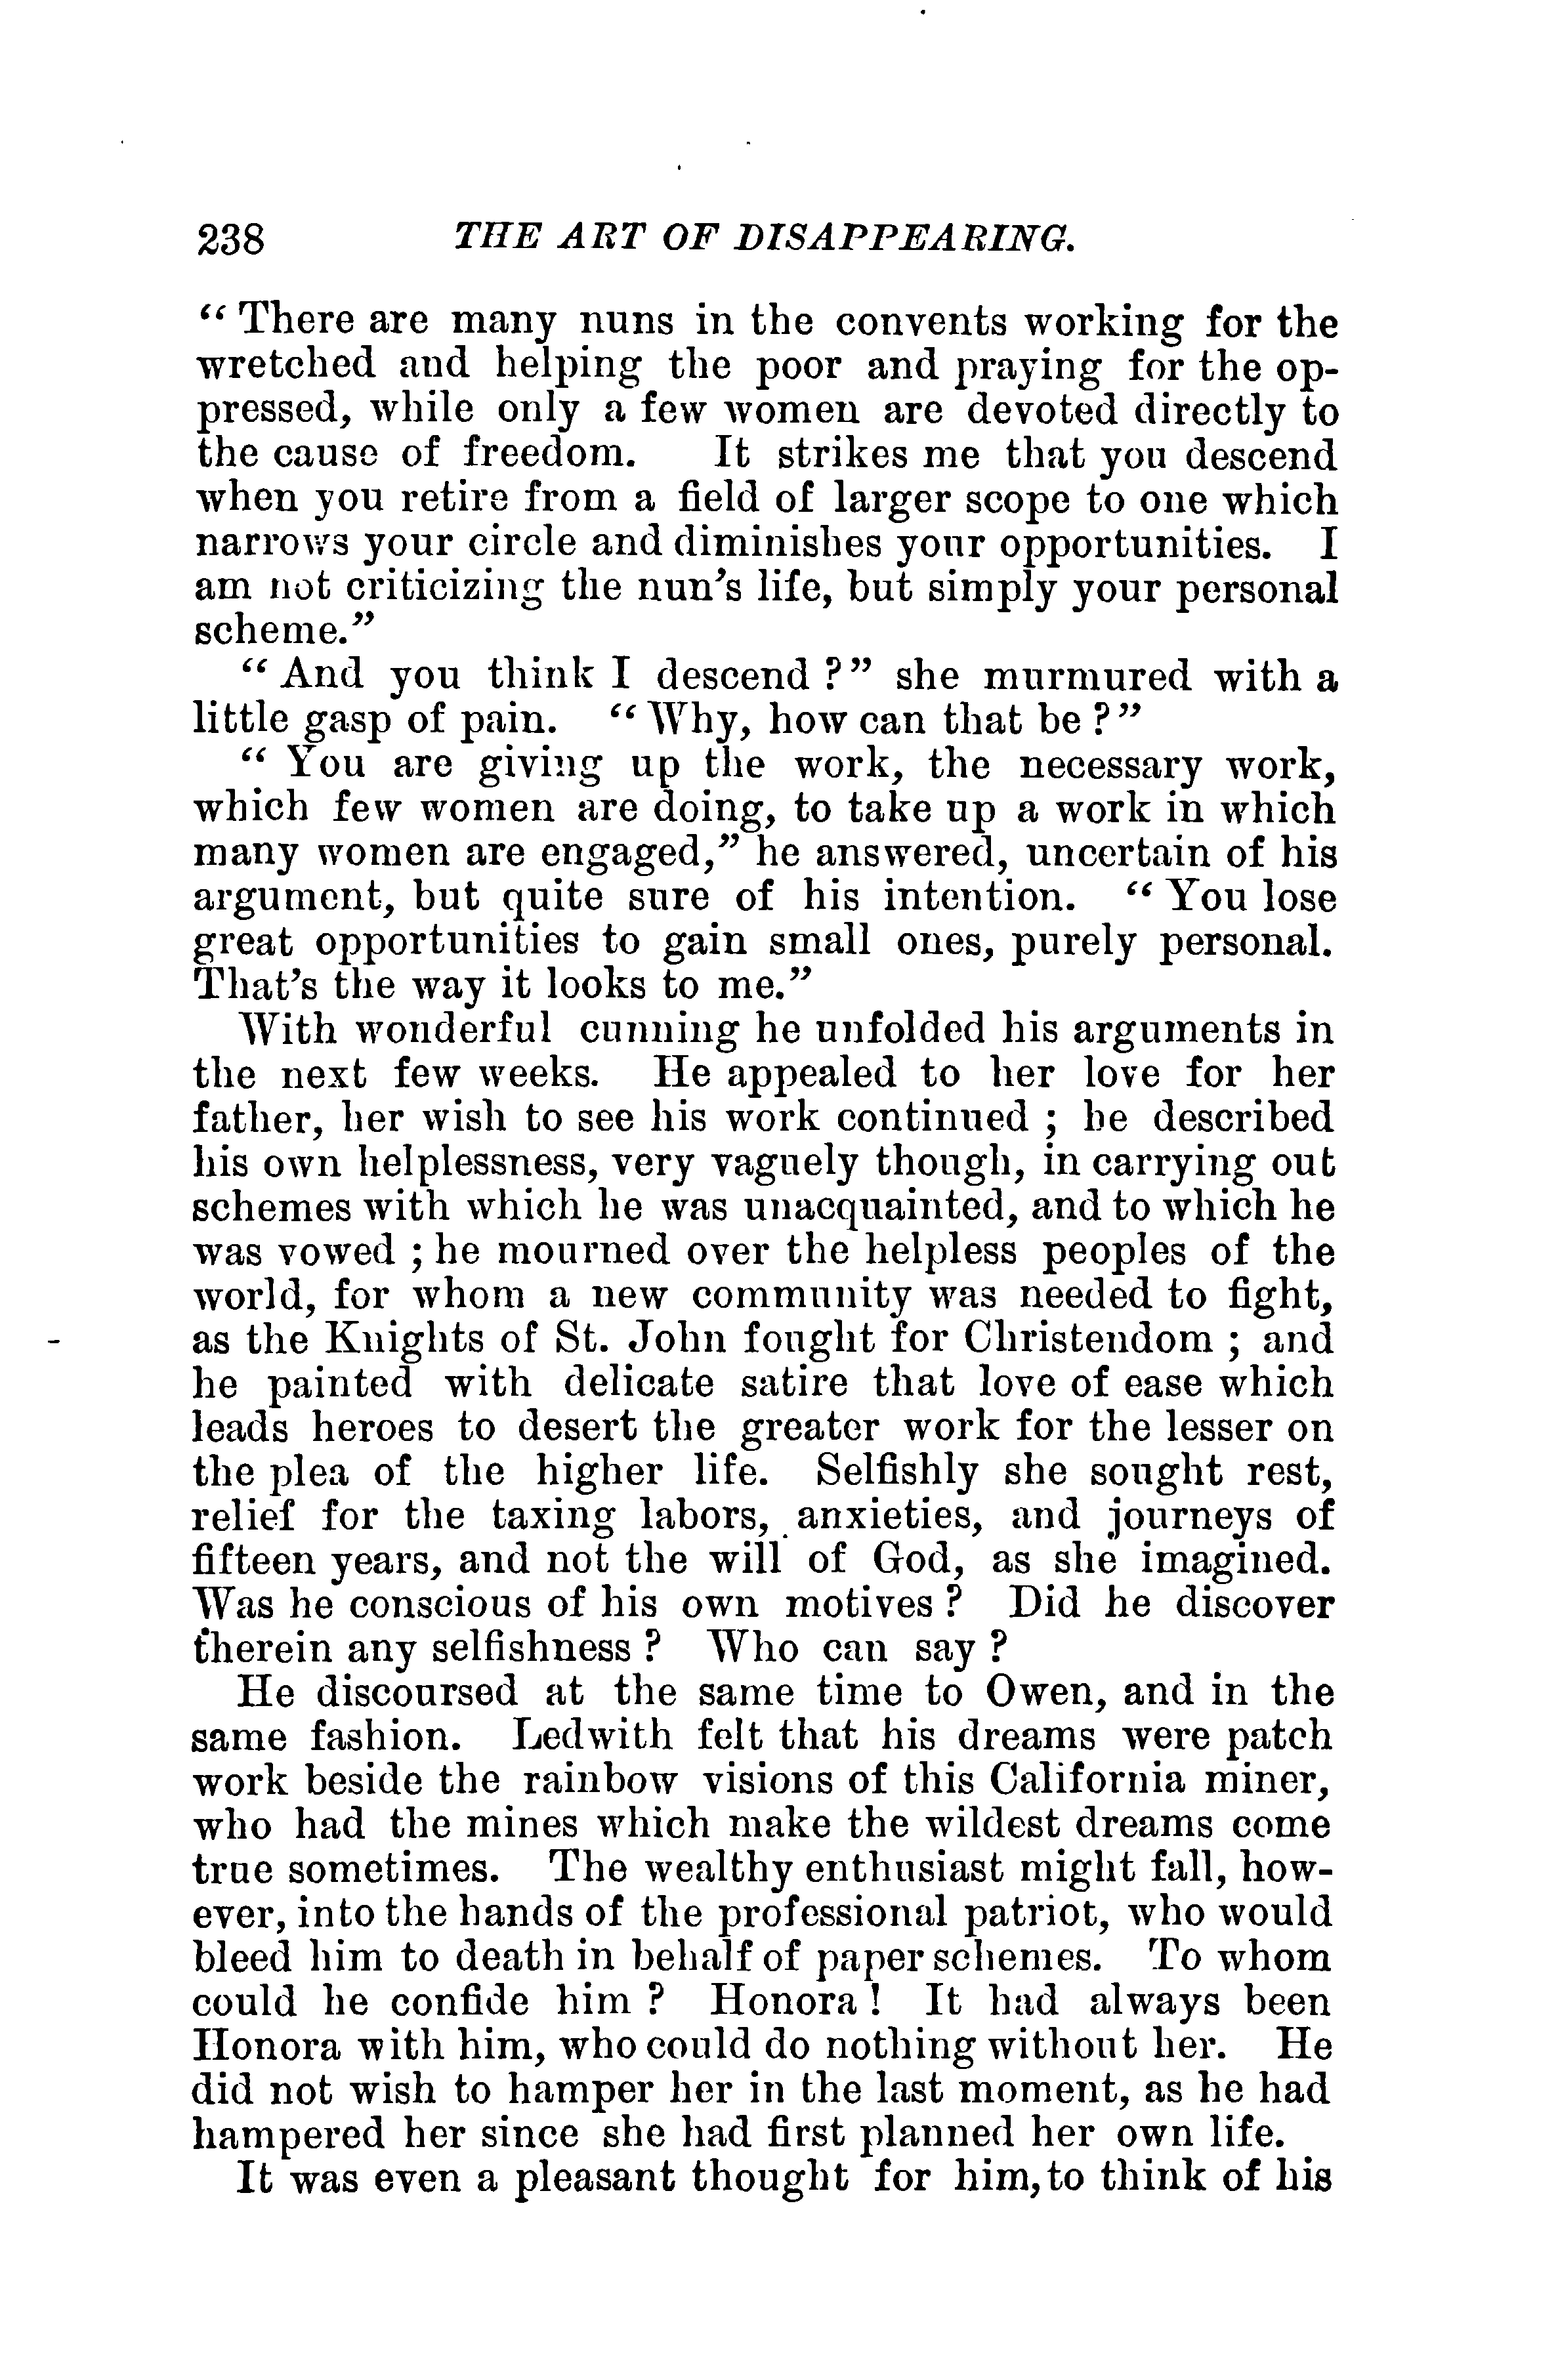 238 THE ART OF DISAPPEARING.
“ There are many nuns in the convents working for the
wretched and helping the poor and praying for the op-
pressed, while only a few women are devoted directly to
the cause of freedom. It strikes me that you descend
when you retire from a field of larger scope to one which
narrows your circle and diminishes your opportunities. I
am not criticizing the nun’s life, but simply your personal
scheme.”
“ And you think I descend ?” she murmured with a
little gasp of pain. “ Why, how can that be ?”
“ You are giving up the work, the necessary work,
which few women are doing, to take up a work in which
many women are engaged,” he answered, uncertain of his
argument, but quite sure of his intention. “ You lose
great opportunities to gain small ones, purely personal.
That’s the way it looks to me.”
With wonderful cunning he unfolded his arguments in
the next few weeks. He appealed to her love for her
father, her wish to see his work continued ; he described
his own helplessness, very vaguely though, in carrying out
schemes with which he was unacquainted, and to which he
was vowed ; he mourned over the helpless peoples of the
world, for whom a new community was needed to fight,
as the Knights of St. John fought for Christendom ; and
he painted with delicate satire that love of ease which
leads heroes to desert the greater work for the lesser on
the plea of the higher life. Selfishly she sought rest,
relief for the taxing labors, anxieties, and journeys of
fifteen years, and not the will of God, as she imagined.
Was he conscious of his own motives ? Did he discover
therein any selfishness ? Who can say ?
He discoursed at the same time to Owen, and in the
same fashion. Ledwith felt that his dreams were patch
work beside the rainbow visions of this California miner,
who had the mines which make the wildest dreams come
true sometimes. The wealthy enthusiast might fall, how-
ever, into the hands of the professional patriot, who would
bleed him to death in behalf of paper schemes. To whom
could he confide him ? Honora ! It had always been
Honora with him, who could do nothing without her. He
did not wish to hamper her in the last moment, as he had
hampered her since she had first planned her own life.
It was even a pleasant thought for him, to think of his